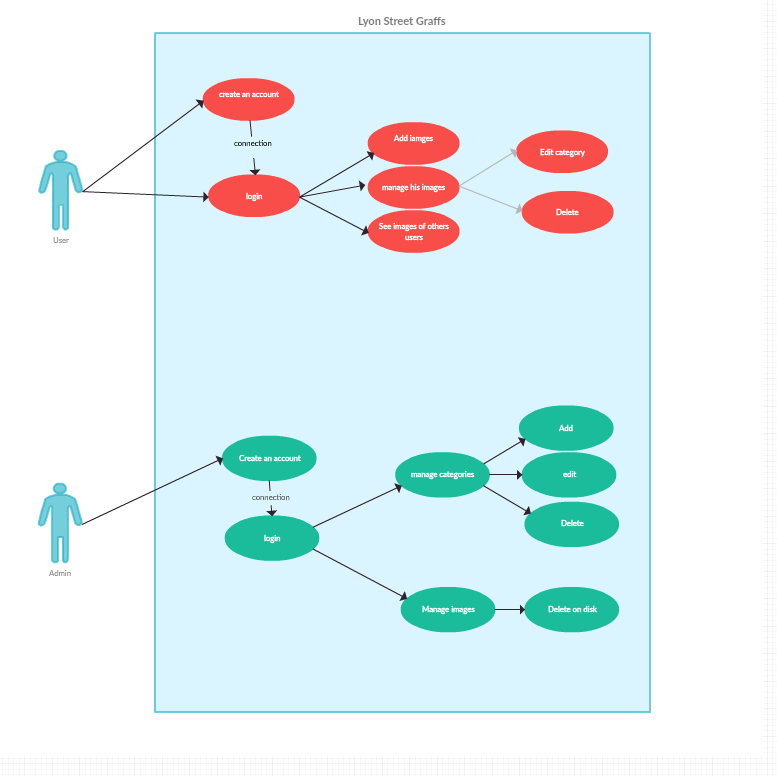 Lyon Street Graffs
create an account
connection
login
Add iamges
manage his images
See images of others
users
Edit category
Delete
User
Create an account
connection
login
manage categories
Add
edit
Delete
Manage images
Delete on disk
Admin